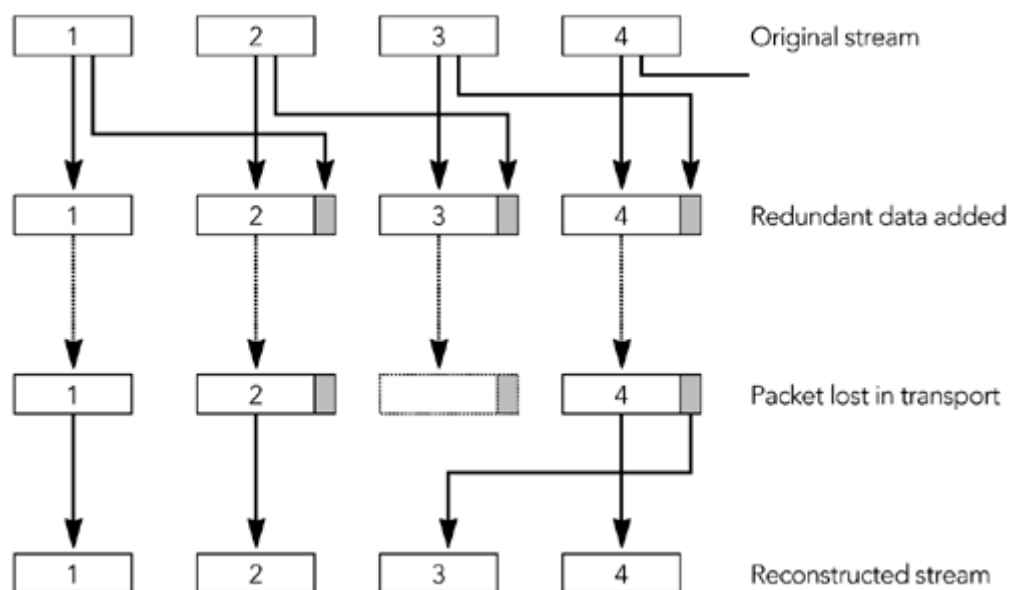 1 2 3 4 Original stream
1 2 3 4 Redundant data added
1 2 4 Packet lost in transport
1 2 3 4 Reconstructed stream